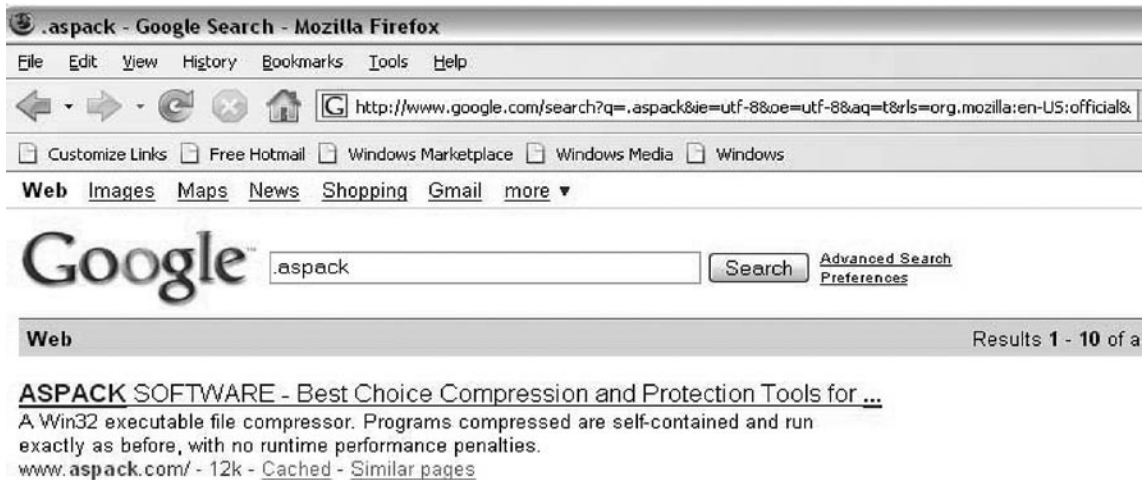 .aspack - Google Search - Mozilla Firefox
File Edit View History Bookmarks Tools Help
G http://www.google.com/search?q=.aspack&ie=utf-8&oe=utf-8&aq=t&rls=org.mozilla:en-US:official&
Customize Links Free Hotmail Windows Marketplace Windows Media Windows
Web Images Maps News Shopping Gmail more ▼
Google™ .aspack Search Advanced Search
Preferences
Web Results 1 - 10 of a
ASPACK SOFTWARE - Best Choice Compression and Protection Tools for ...
A Win32 executable file compressor. Programs compressed are self-contained and run
exactly as before, with no runtime performance penalties.
www.aspack.com/ - 12k - Cached - Similar pages